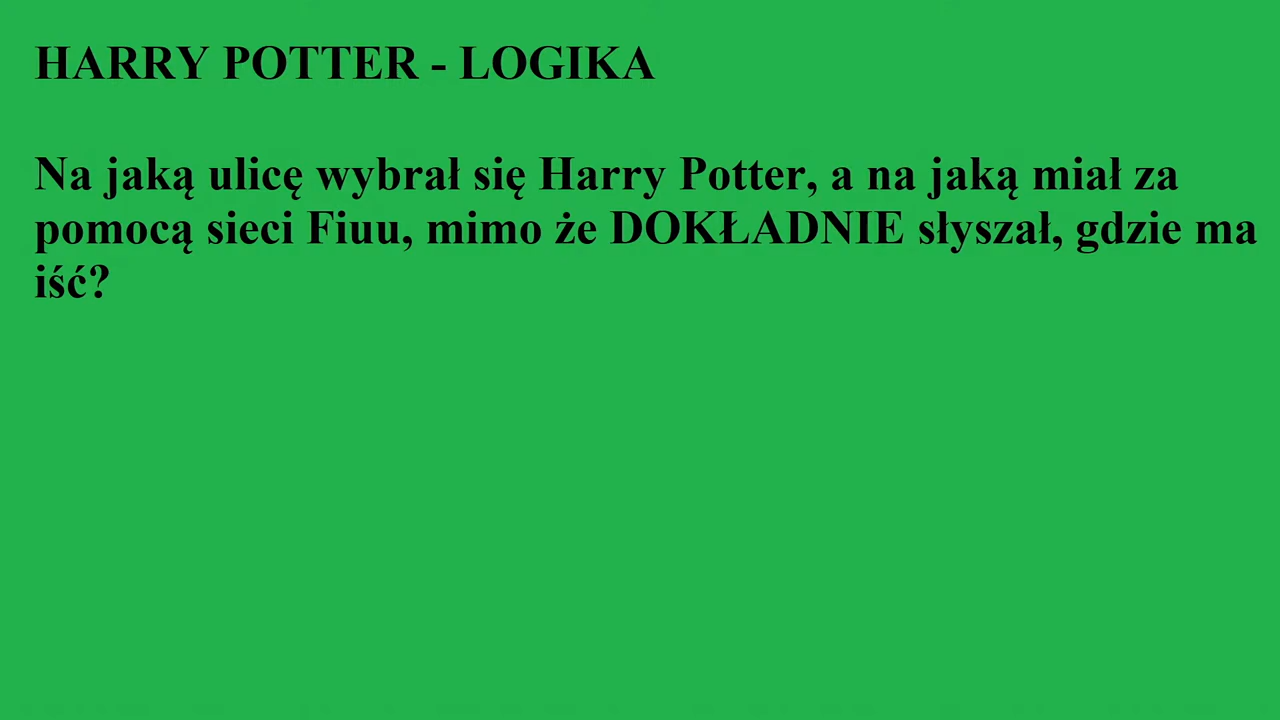 HARRY POTTER - LOGIKA
Na jaką ulicę wybrał się Harry Potter, a na jaką miał za
pomocą sieci Fiuu, mimo że DOKŁADNIE słyszał, gdzie ma
iść?